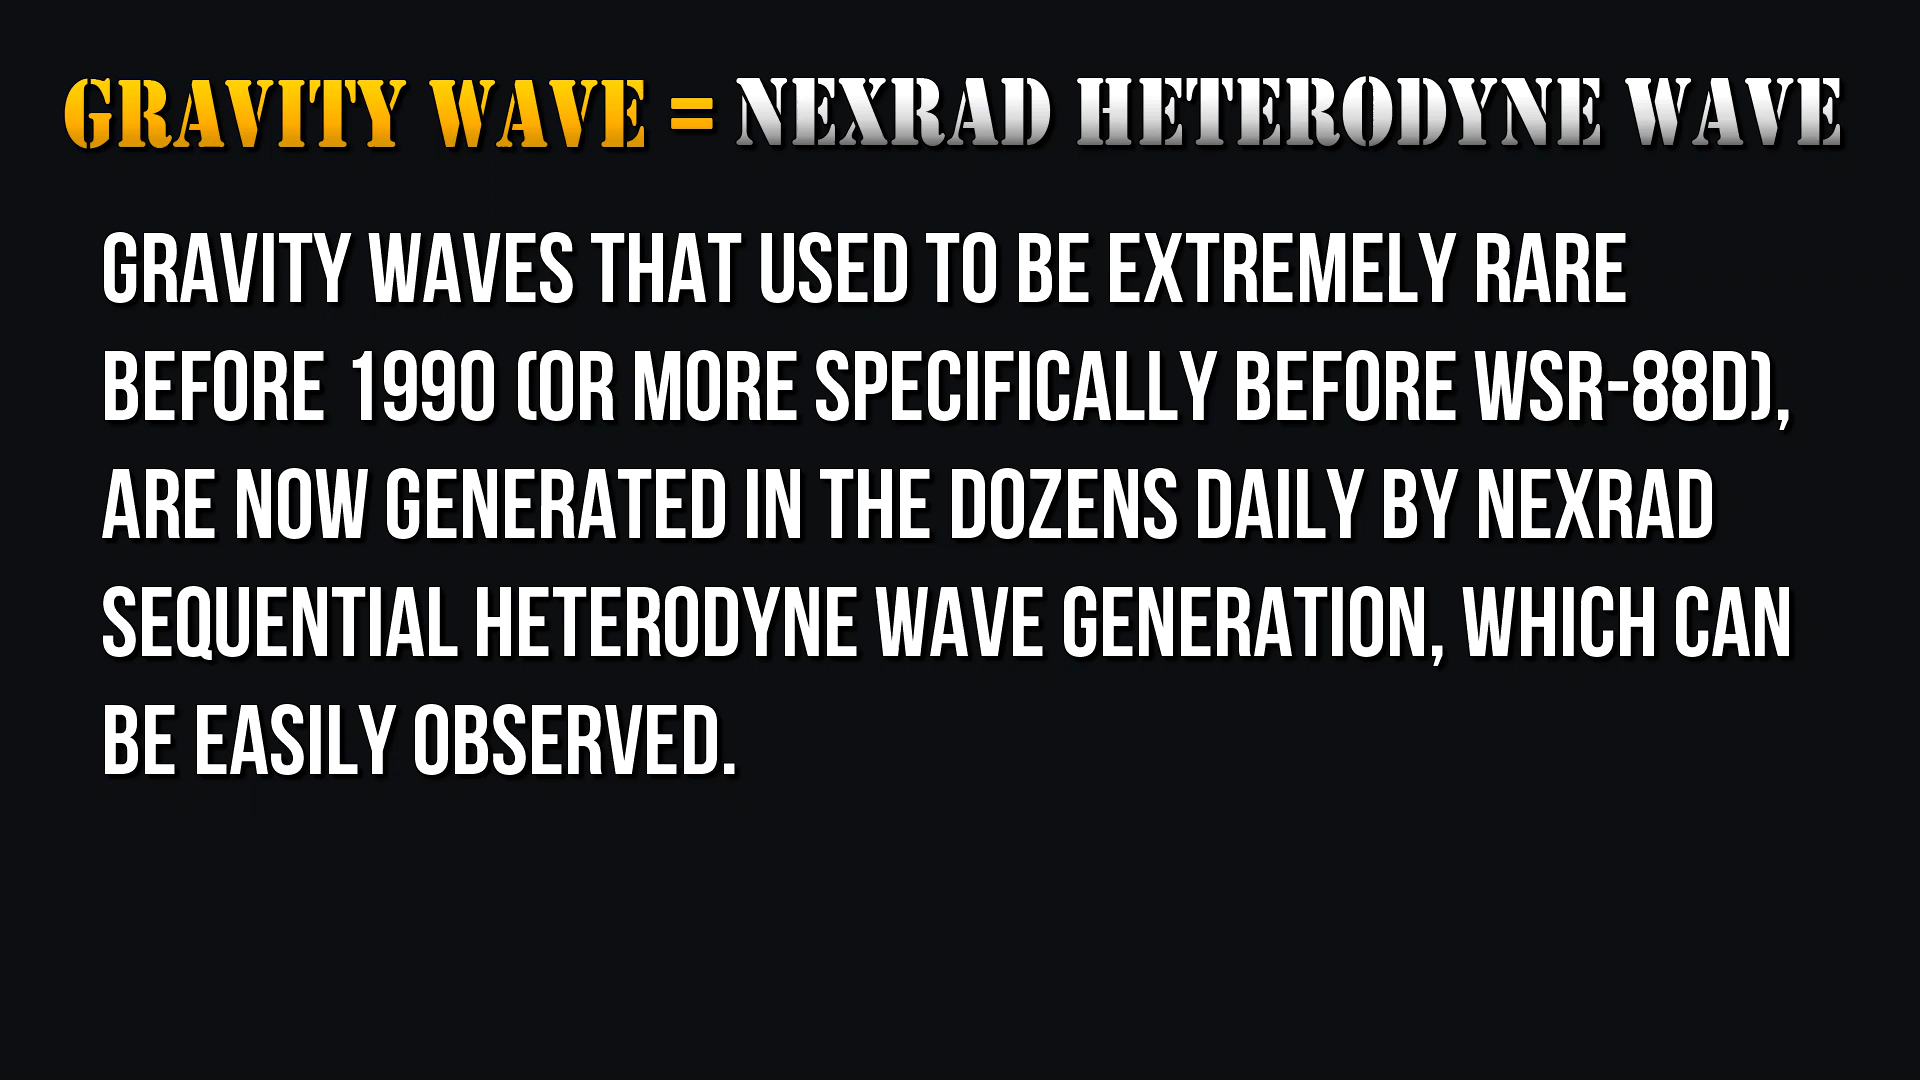 GRAVITY WAVE = NEXRAD HETERODYNE WAVE
GRAVITY WAVES THAT USED TO BE EXTREMELY RARE
BEFORE 1990 (OR MORE SPECIFICALLY BEFORE WSR-88D),
ARE NOW GENERATED IN THE DOZENS DAILY BY NEXRAD
SEQUENTIAL HETERODYNE WAVE GENERATION, WHICH CAN
BE EASILY OBSERVED.